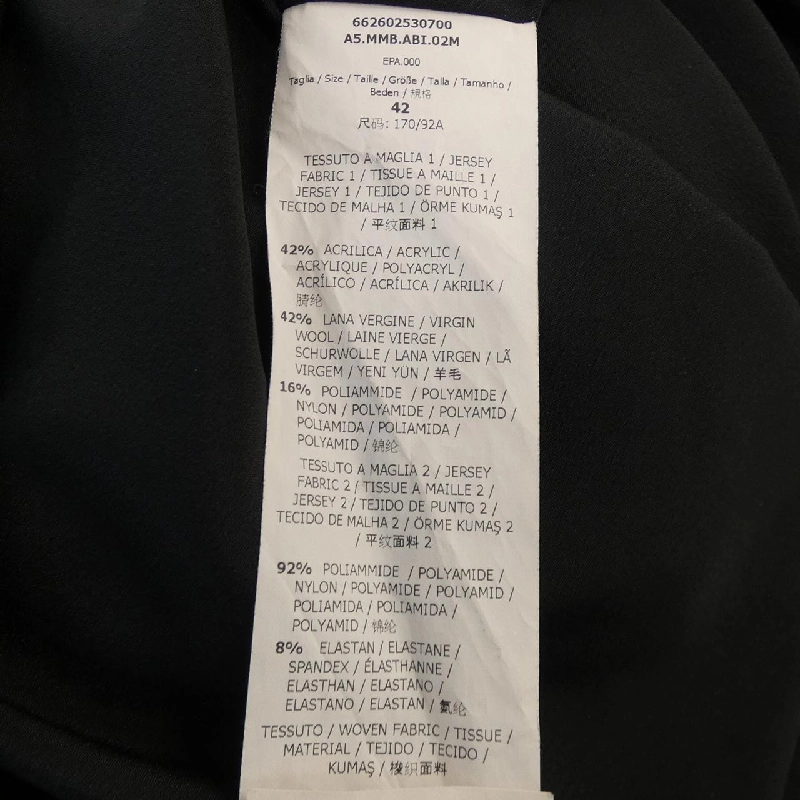 662602530700
A5.MMB.ABI.02M
EPA.000
Taglia / Size / Taille / Größe / Talla / Tamanho /
Beden / 规格
42
尺码: 170/92A
TESSUTO A MAGLIA 1 / JERSEY
FABRIC 1 / TISSUE A MAILLE 1 /
JERSEY 1 / TEJIDO DE PUNTO 1 /
TECIDO DE MALHA 1 / ÖRME KUMAŞ 1
/ 平纹面料 1
42% ACRILICA / ACRYLIC /
ACRYLIQUE / POLYACRYL /
ACRÍLICO / ACRÍLICA / AKRILIK /
腈纶
42% LANA VERGINE / VIRGIN
WOOL / LAINE VIERGE /
SCHURWOLLE / LANA VIRGEN / LÃ
VIRGEM / YENI YÜN / 羊毛
16% POLIAMMIDE / POLYAMIDE /
NYLON / POLYAMIDE / POLYAMID /
POLIAMIDA / POLIAMIDA /
POLYAMID / 锦纶
TESSUTO A MAGLIA 2 / JERSEY
FABRIC 2 / TISSUE A MAILLE 2 /
JERSEY 2 / TEJIDO DE PUNTO 2 /
TECIDO DE MALHA 2 / ÖRME KUMAŞ 2
/ 平纹面料 2
92% POLIAMMIDE / POLYAMIDE /
NYLON / POLYAMIDE / POLYAMID /
POLIAMIDA / POLIAMIDA /
POLYAMID / 锦纶
8% ELASTAN / ELASTANE /
SPANDEX / ÉLASTHANNE /
ELASTHAN / ELASTANO /
ELASTANO / ELASTAN / 氨纶
TESSUTO / WOVEN FABRIC / TISSUE /
MATERIAL / TEJIDO / TECIDO /
KUMAŞ / 梭织面料